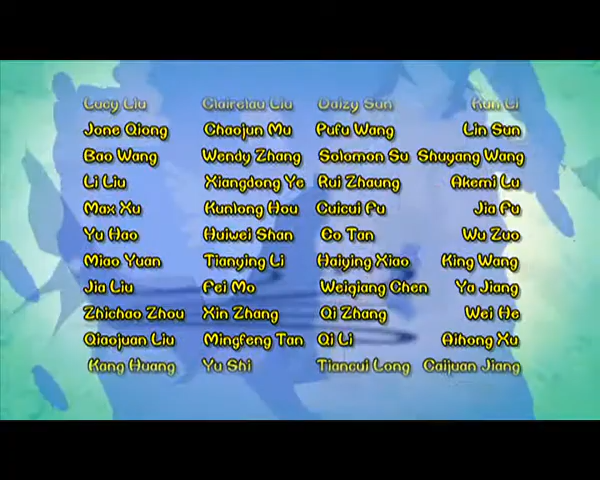 Lucy Liu Clairelau Liu Daizy Sun Kun Li
Jone Qiong Chaojun Mu Pufu Wang Lin Sun
Bao Wang Wendy Zhang Solomon Su Shuyang Wang
Li Liu Xiangdong Ye Rui Zhaung Akemi Lu
Max Xu Kunlong Hou Cuicui Fu Jia Fu
Yu Hao Huiwei Shan Bo Tan Wu Zuo
Miao Yuan Tianying Li Haiying Xiao King Wang
Jia Liu Fei Mo Weiqiang Chen Ya Jiang
Zhichao Zhou Xin Zhang Qi Zhang Wei He
Qiaojuan Liu Mingfeng Tan Qi Li Aihong Xu
Kang Huang Yu Shi Tiancui Long Caijuan Jiang